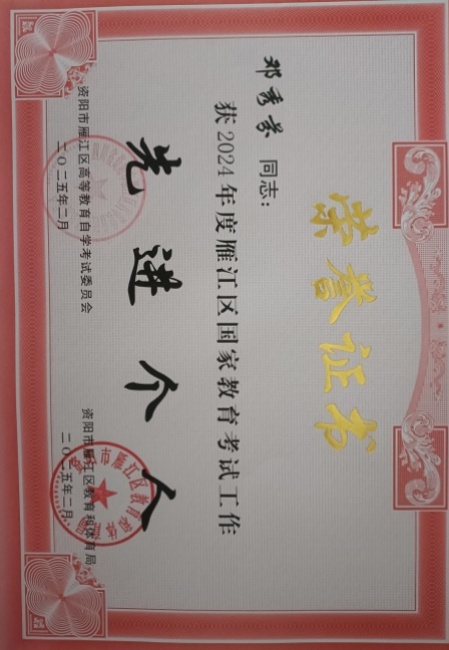 荣誉证书
邓秀芳 同志：
获2024年度雁江区国家教育考试工作
先进个人
资阳市雁江区高等教育自学考试委员会
二〇二五年二月
资阳市雁江区教育和体育局
二〇二五年二月